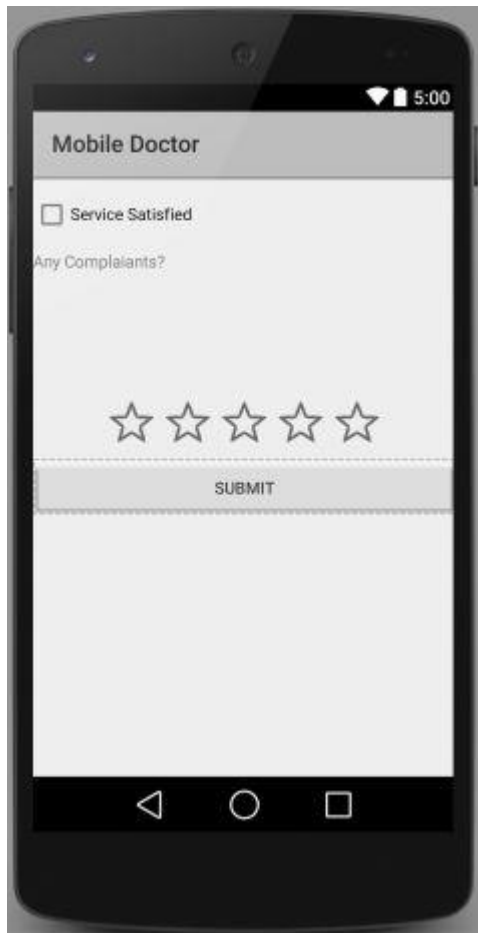 5:00
Mobile Doctor
Service Satisfied
Any Complaiants?
SUBMIT